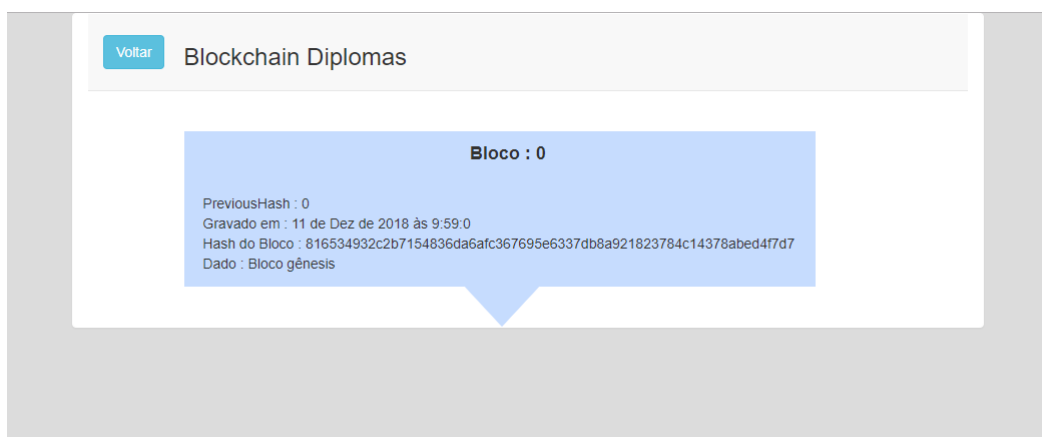 Voltar
Blockchain Diplomas
Bloco : 0
PreviousHash : 0
Gravado em : 11 de Dez de 2018 às 9:59:0
Hash do Bloco : 816534932c2b7154836da6afc367695e6337db8a921823784c14378abed4f7d7
Dado : Bloco gênesis